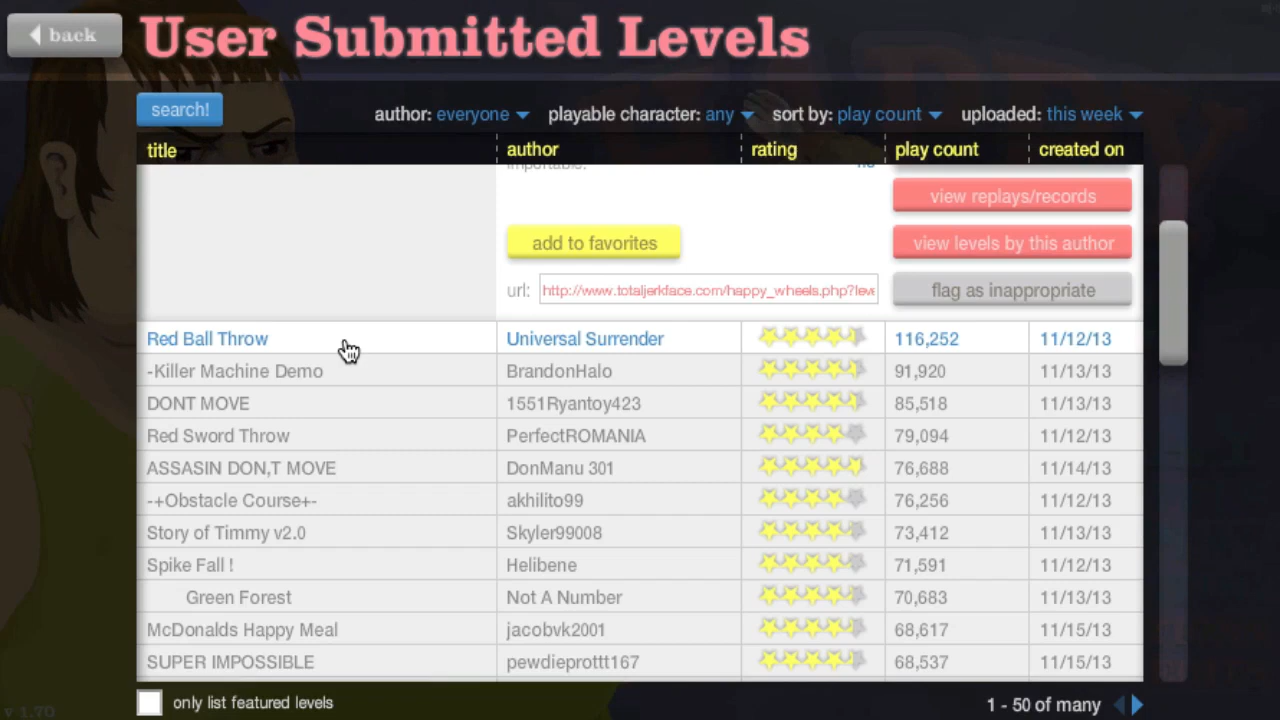 back
User Submitted Levels
search!
author: everyone playable character: any sort by: play count uploaded: this week
title author rating play count created on
importable: no
view replays/records
add to favorites view levels by this author
url: http://www.totaljerkface.com/happy_wheels.php?leve flag as inappropriate
Red Ball Throw Universal Surrender 116,252 11/12/13
-Killer Machine Demo BrandonHalo 91,920 11/13/13
DONT MOVE 1551Ryantoy423 85,518 11/13/13
Red Sword Throw PerfectROMANIA 79,094 11/12/13
ASSASIN DON,T MOVE DonManu 301 76,688 11/14/13
-+Obstacle Course+- akhilito99 76,256 11/12/13
Story of Timmy v2.0 Skyler99008 73,412 11/13/13
Spike Fall ! Helibene 71,591 11/12/13
Green Forest Not A Number 70,683 11/13/13
McDonalds Happy Meal jacobvk2001 68,617 11/15/13
SUPER IMPOSSIBLE pewdieprottt167 68,537 11/15/13
only list featured levels 1 - 50 of many
v 1.70